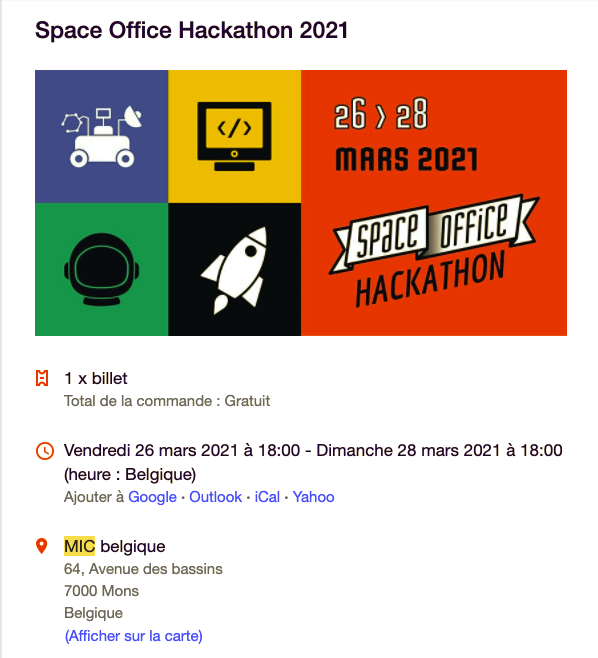 Space Office Hackathon 2021
</>
26 > 28
MARS 2021
SPACE OFFICE
HACKATHON
1 x billet
Total de la commande : Gratuit
Vendredi 26 mars 2021 à 18:00 - Dimanche 28 mars 2021 à 18:00
(heure : Belgique)
Ajouter à Google · Outlook · iCal · Yahoo
MIC belgique
64, Avenue des bassins
7000 Mons
Belgique
(Afficher sur la carte)